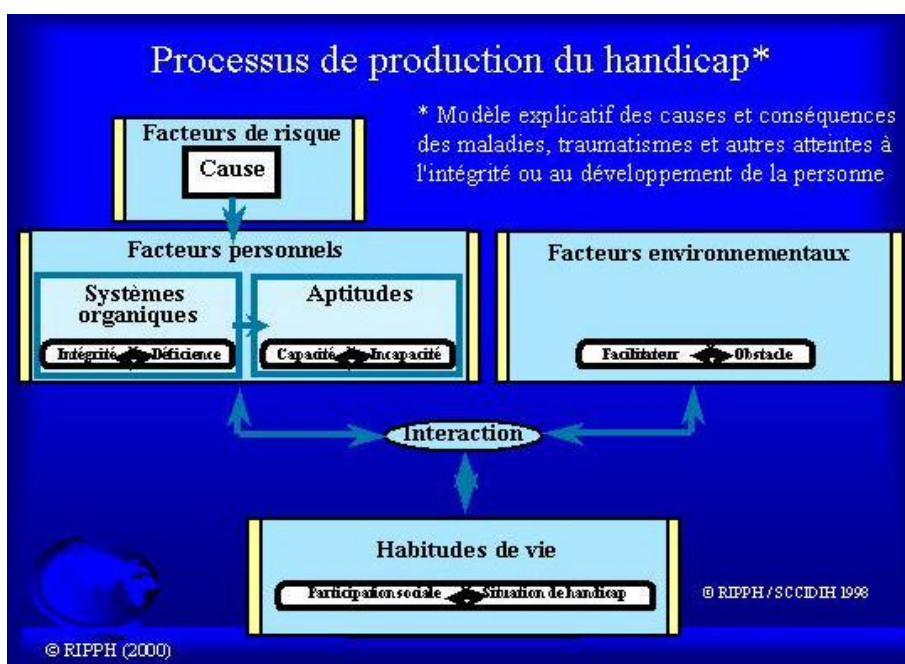 Processus de production du handicap*
* Modèle explicatif des causes et conséquences
des maladies, traumatismes et autres atteintes à
l'intégrité ou au développement de la personne
Facteurs de risque
Cause
Facteurs personnels
Systèmes
organiques
Intégrité Déficience
Aptitudes
Capacité Incapacité
Facteurs environnementaux
Facilitateur Obstacle
Interaction
Habitudes de vie
Participation sociale Situation de handicap
© RIPPH / SCCIDIH 1998
© RIPPH (2000)